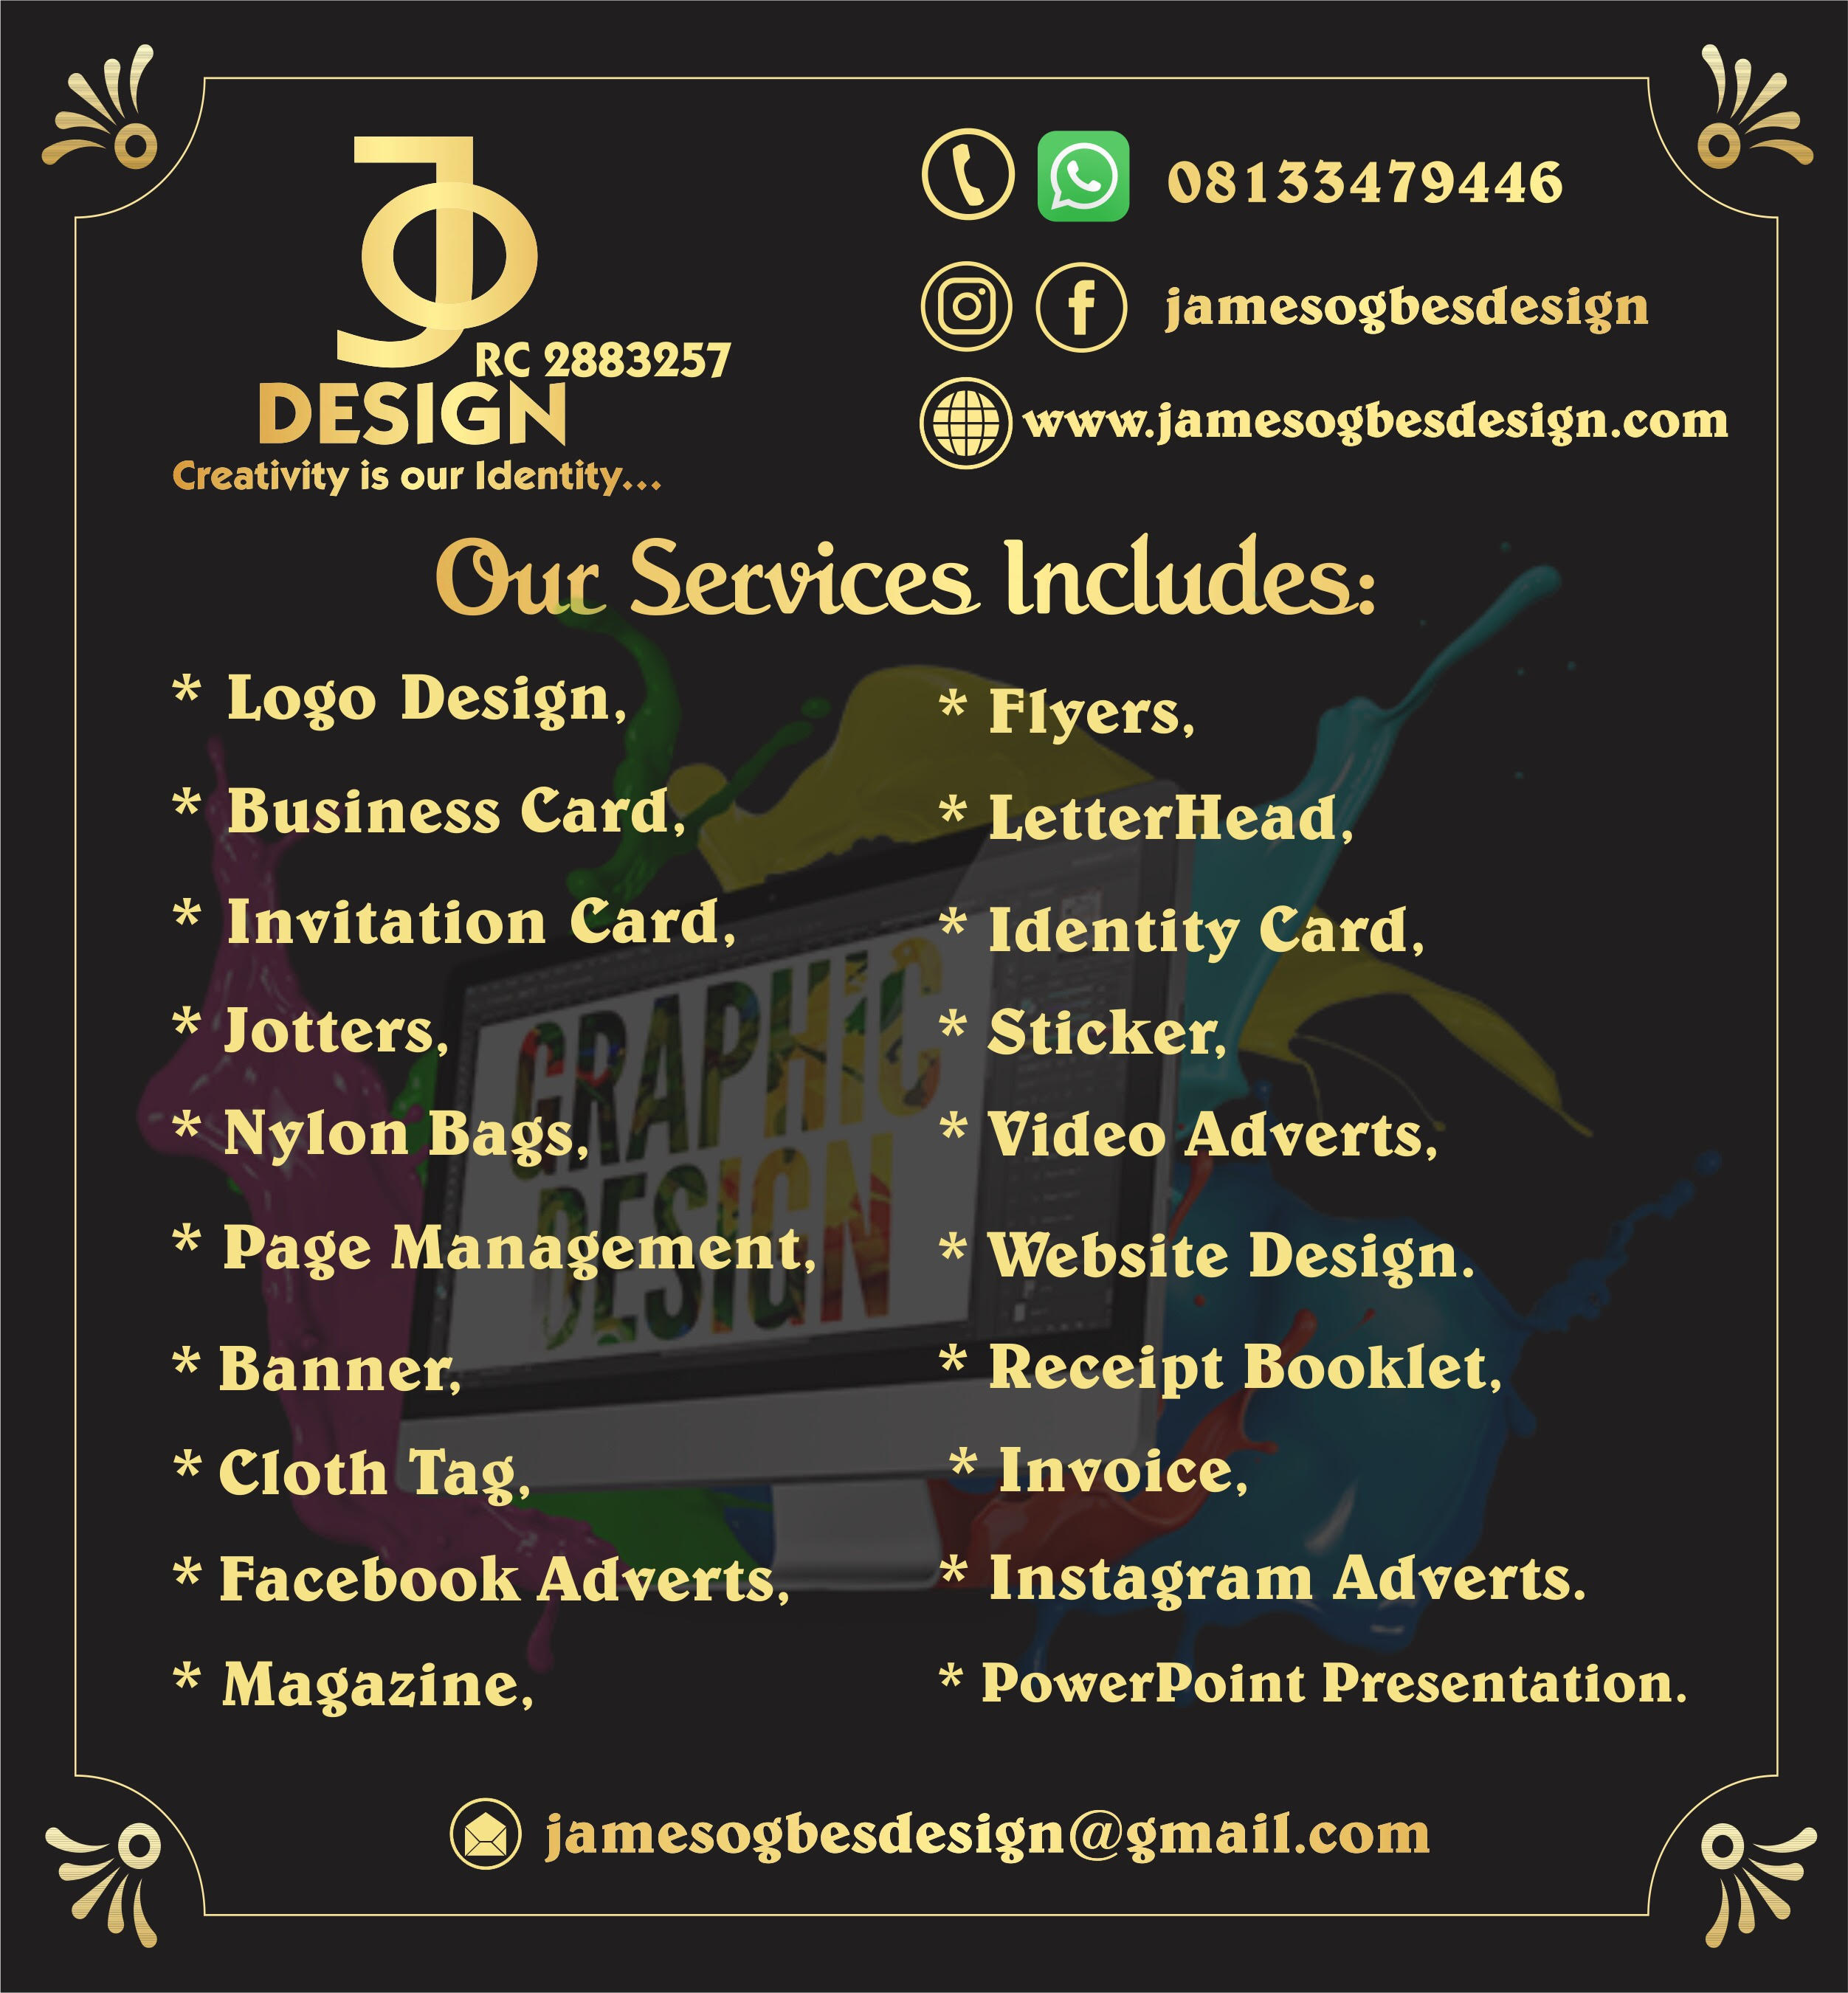 JO
RC 2883257
DESIGN
Creativity is our Identity...
08133479446
jamesogbesdesign
www.jamesogbesdesign.com
Our Services Includes:
* Logo Design,
* Business Card,
* Invitation Card,
* Jotters,
* Nylon Bags,
* Page Management,
* Banner,
* Cloth Tag,
* Facebook Adverts,
* Magazine,
* Flyers,
* LetterHead,
* Identity Card,
* Sticker,
* Video Adverts,
* Website Design.
* Receipt Booklet,
* Invoice,
* Instagram Adverts.
* PowerPoint Presentation.
GRAPHIC
DESIGN
jamesogbesdesign@gmail.com